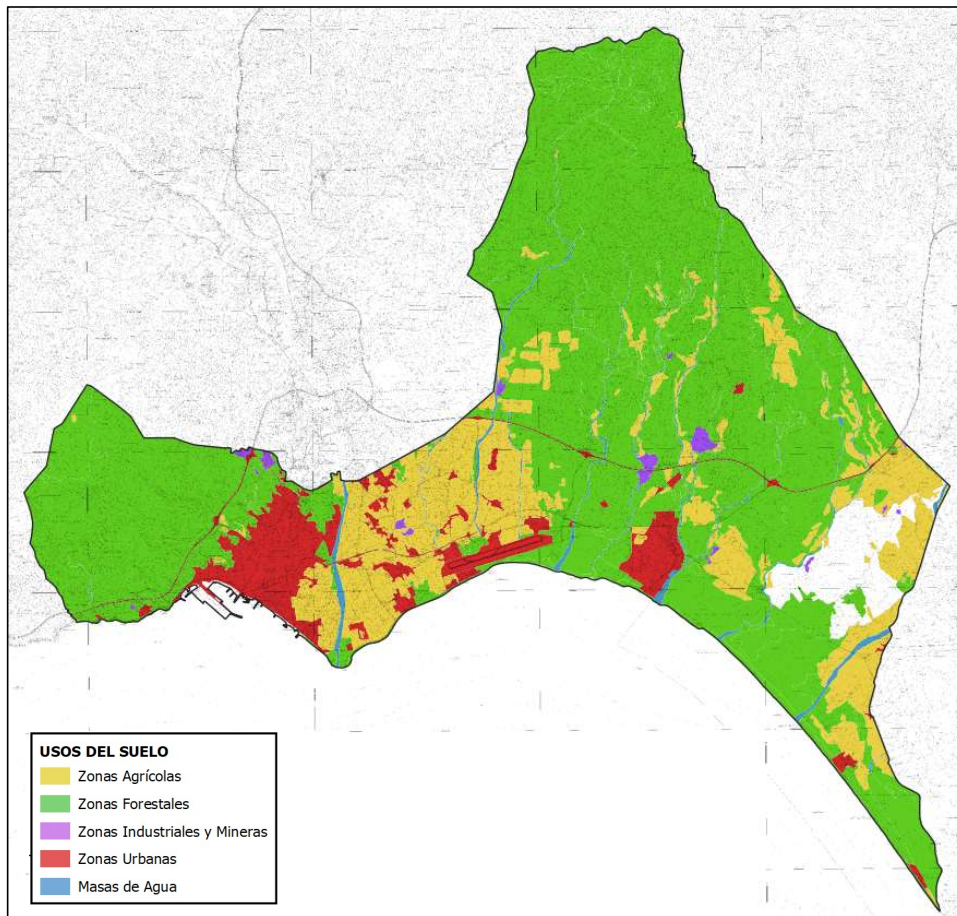 USOS DEL SUELO
Zonas Agrícolas
Zonas Forestales
Zonas Industriales y Mineras
Zonas Urbanas
Masas de Agua